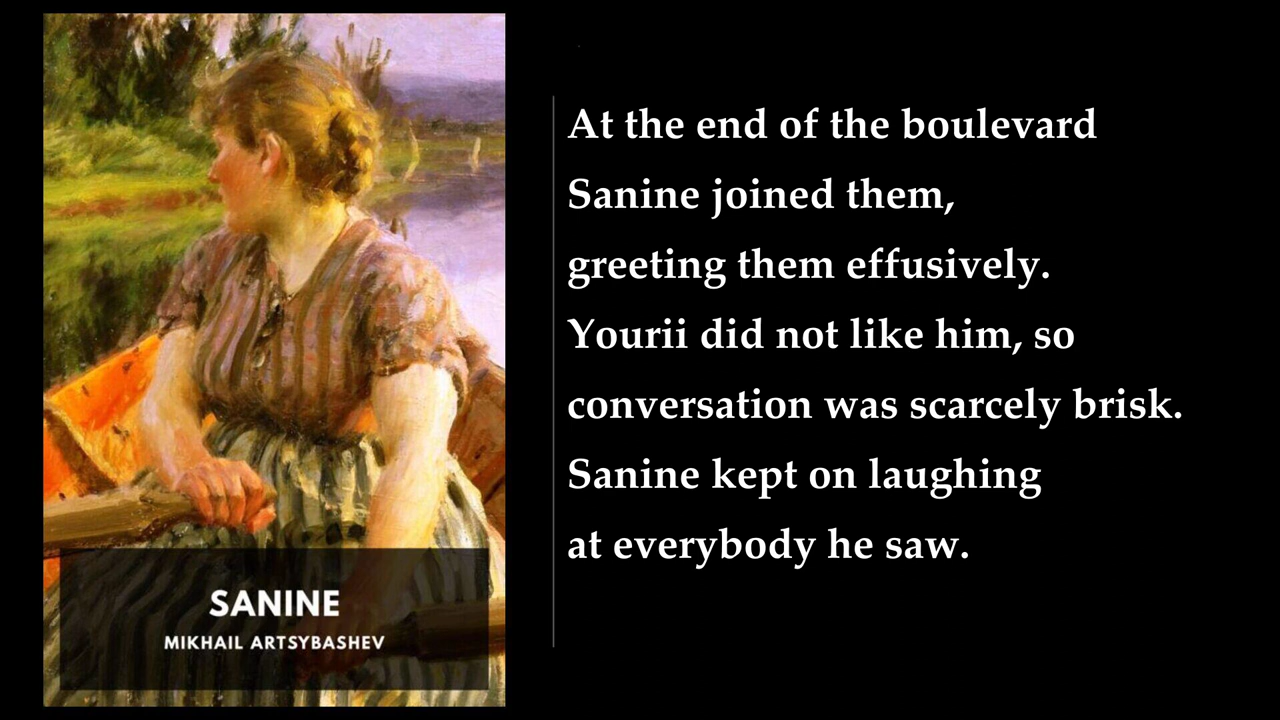 At the end of the boulevard
Sanine joined them,
greeting them effusively.
Yourii did not like him, so
conversation was scarcely brisk.
Sanine kept on laughing
at everybody he saw.
SANINE
MIKHAIL ARTSYBASHEV